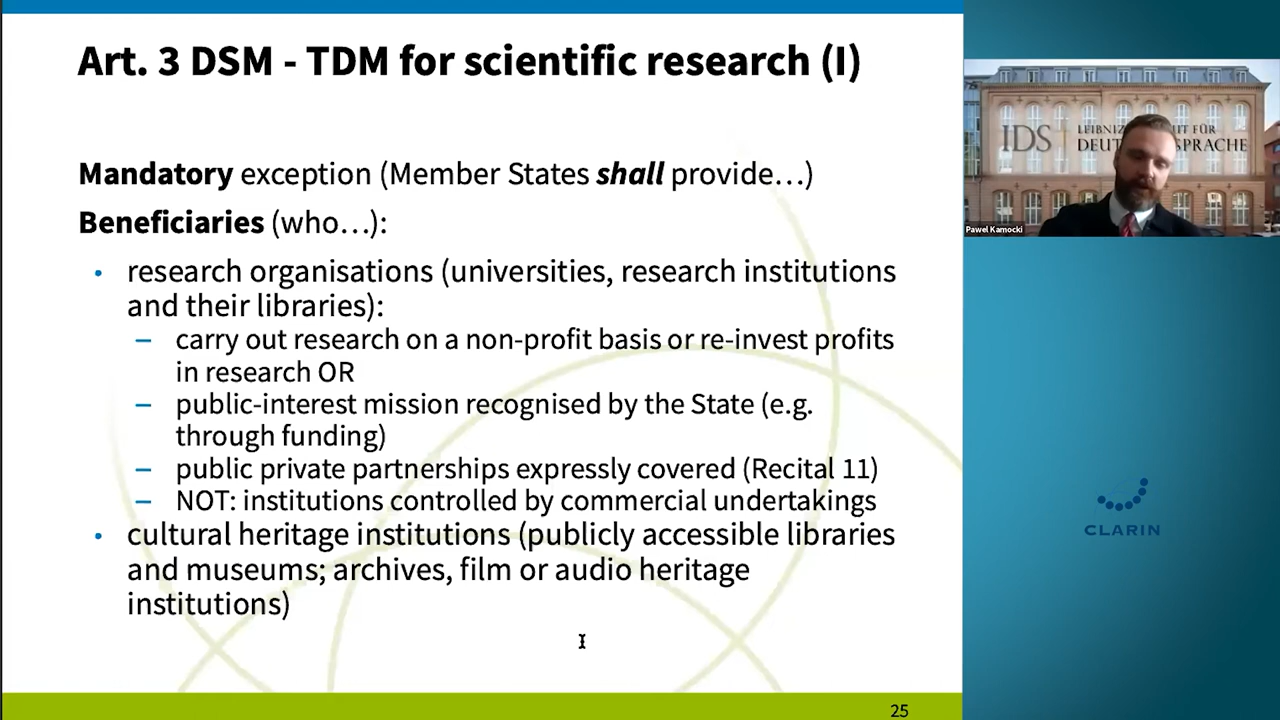 Art. 3 DSM - TDM for scientific research (I)
Mandatory exception (Member States shall provide…)
Beneficiaries (who…):
• research organisations (universities, research institutions
and their libraries):
– carry out research on a non-profit basis or re-invest profits
in research OR
– public-interest mission recognised by the State (e.g.
through funding)
– public private partnerships expressly covered (Recital 11)
– NOT: institutions controlled by commercial undertakings
• cultural heritage institutions (publicly accessible libraries
and museums; archives, film or audio heritage
institutions)
25
IDS
FÜR
Pawel Kamocki
CLARIN